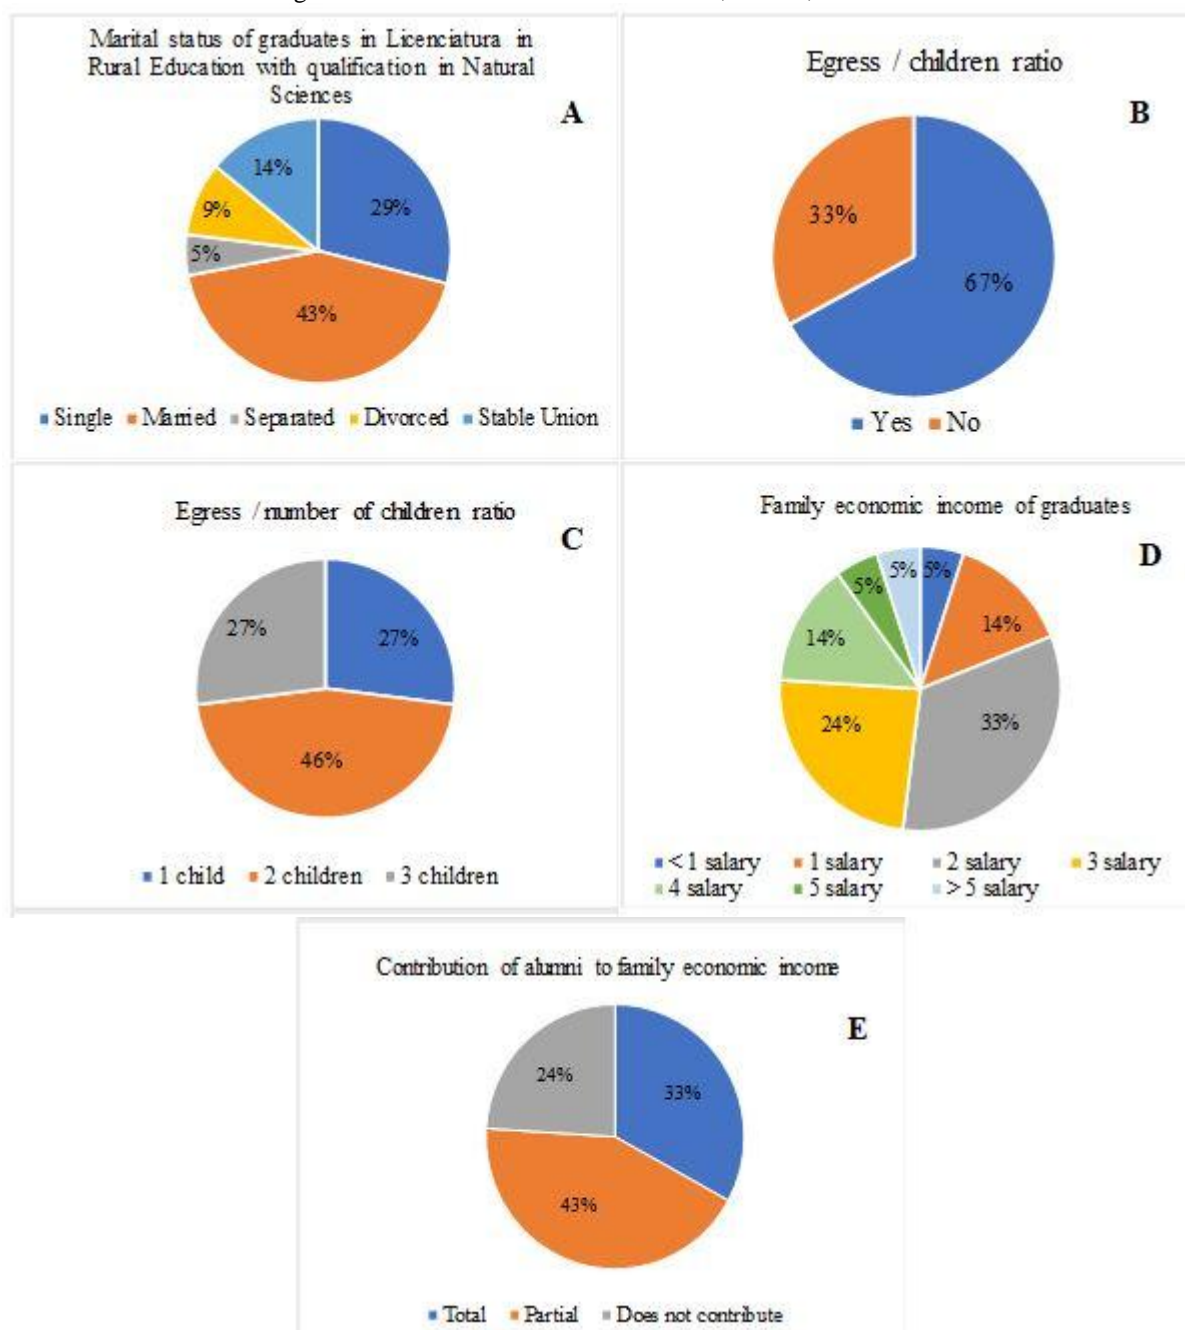 Marital status of graduates in Licenciatura in
Rural Education with qualification in Natural
Sciences
A
14%
29%
9%
5%
43%
Single Married Separated Divorced Stable Union
Egress / children ratio
B
33%
67%
Yes No
Egress / number of children ratio
C
27%
27%
46%
1 child 2 children 3 children
Family economic income of graduates
D
5% 5%
5%
14%
14%
33%
24%
< 1 salary 1 salary 2 salary 3 salary
4 salary 5 salary > 5 salary
Contribution of alumni to family economic income
E
24%
33%
43%
Total Partial Does not contribute